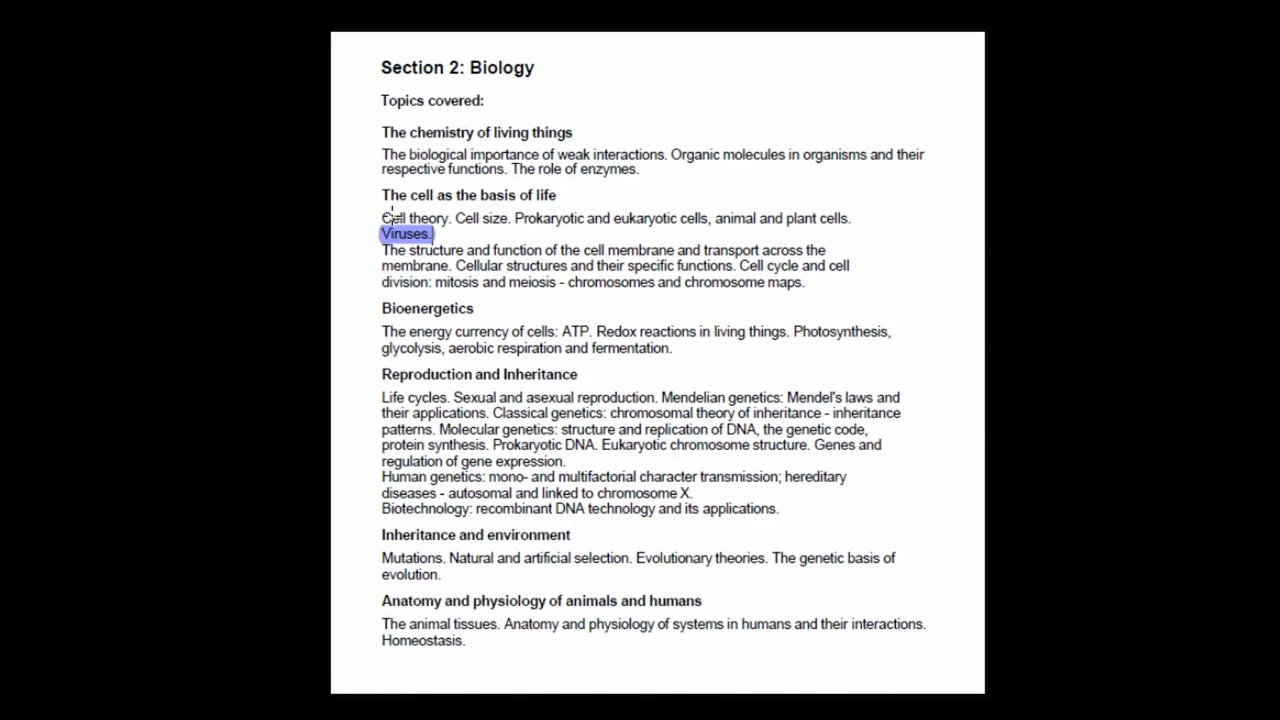 Section 2: Biology
Topics covered:
The chemistry of living things
The biological importance of weak interactions. Organic molecules in organisms and their
respective functions. The role of enzymes.
The cell as the basis of life
Cell theory. Cell size. Prokaryotic and eukaryotic cells, animal and plant cells.
Viruses.
The structure and function of the cell membrane and transport across the
membrane. Cellular structures and their specific functions. Cell cycle and cell
division: mitosis and meiosis - chromosomes and chromosome maps.
Bioenergetics
The energy currency of cells: ATP. Redox reactions in living things. Photosynthesis,
glycolysis, aerobic respiration and fermentation.
Reproduction and Inheritance
Life cycles. Sexual and asexual reproduction. Mendelian genetics: Mendel's laws and
their applications. Classical genetics: chromosomal theory of inheritance - inheritance
patterns. Molecular genetics: structure and replication of DNA, the genetic code,
protein synthesis. Prokaryotic DNA. Eukaryotic chromosome structure. Genes and
regulation of gene expression.
Human genetics: mono- and multifactorial character transmission; hereditary
diseases - autosomal and linked to chromosome X.
Biotechnology: recombinant DNA technology and its applications.
Inheritance and environment
Mutations. Natural and artificial selection. Evolutionary theories. The genetic basis of
evolution.
Anatomy and physiology of animals and humans
The animal tissues. Anatomy and physiology of systems in humans and their interactions.
Homeostasis.